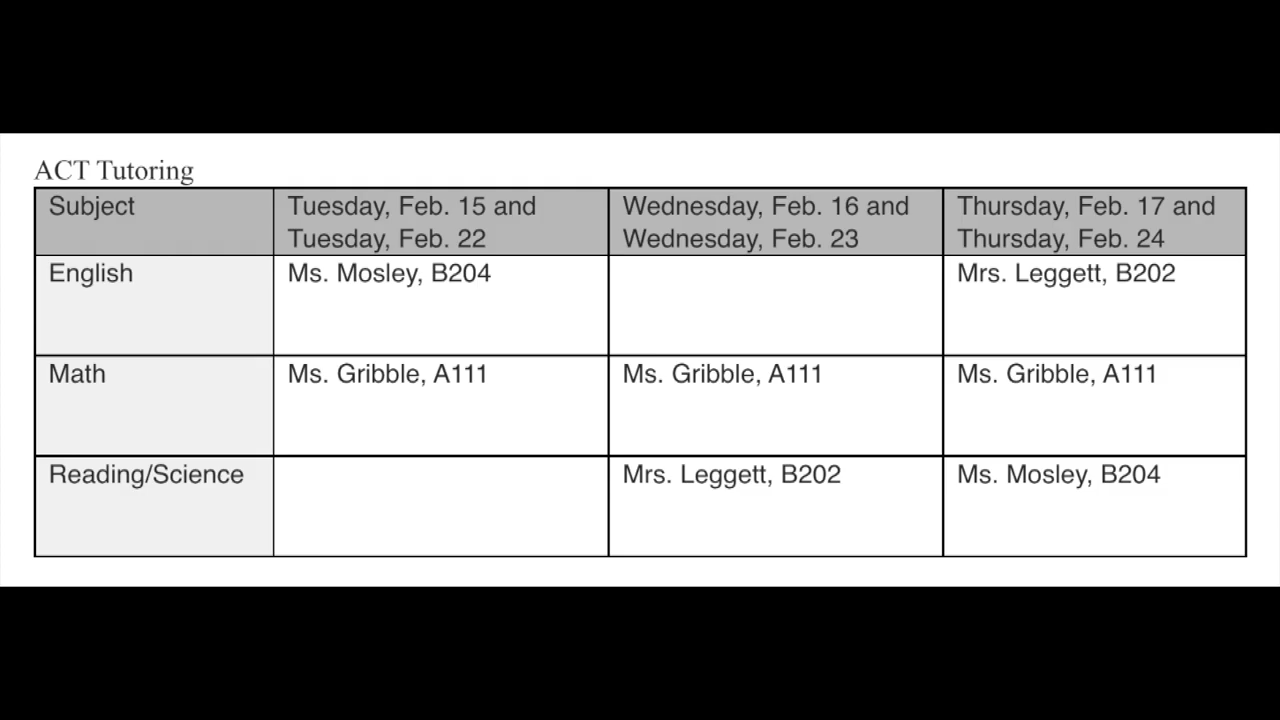 ACT Tutoring
Subject
Tuesday, Feb. 15 and
Tuesday, Feb. 22
Wednesday, Feb. 16 and
Wednesday, Feb. 23
Thursday, Feb. 17 and
Thursday, Feb. 24
English
Ms. Mosley, B204
Mrs. Leggett, B202
Math
Ms. Gribble, A111
Ms. Gribble, A111
Ms. Gribble, A111
Reading/Science
Mrs. Leggett, B202
Ms. Mosley, B204